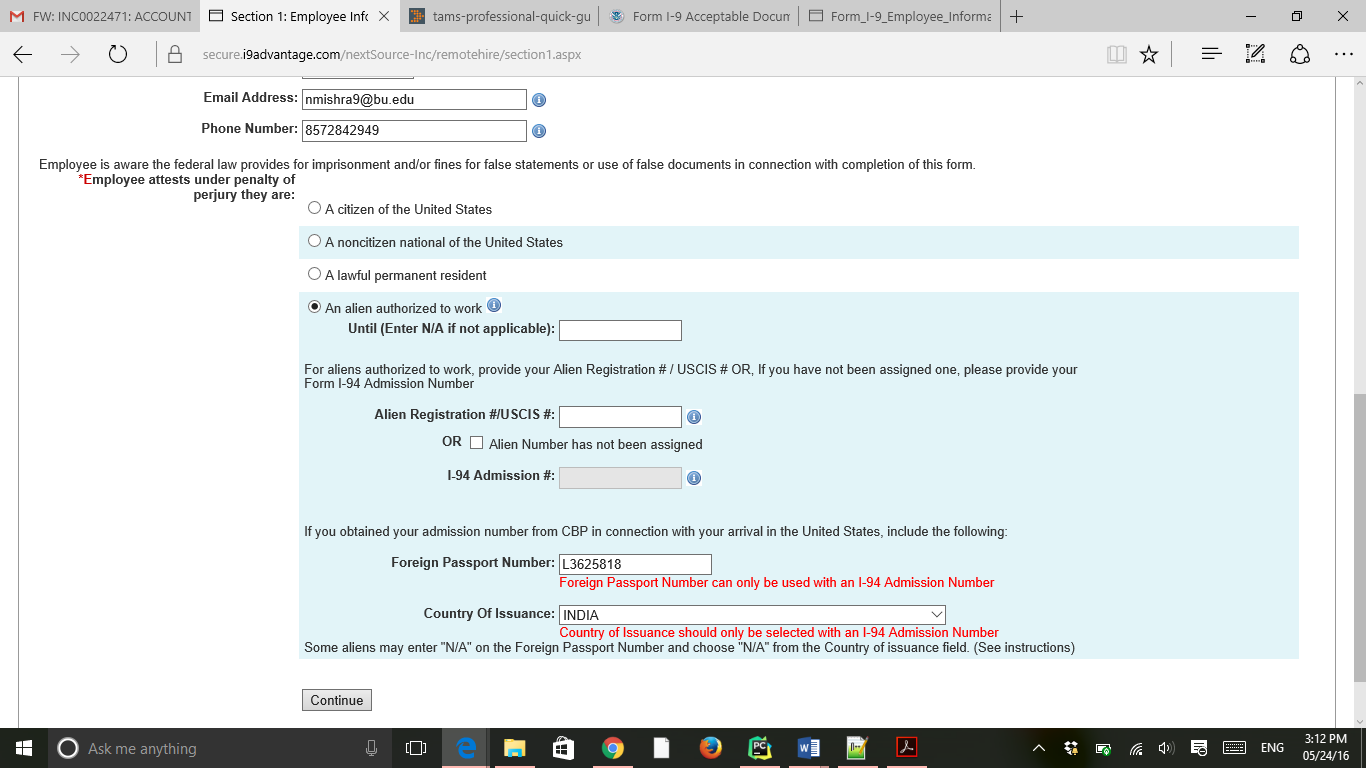 FW: INC0022471: ACCOUNT
Section 1: Employee Info
tams-professional-quick-gu
Form I-9 Acceptable Docum
Form_I-9_Employee_Informa
secure.i9advantage.com/nextSource-Inc/remotehire/section1.aspx
Email Address: nmishra9@bu.edu
Phone Number: 8572842949
Employee is aware the federal law provides for imprisonment and/or fines for false statements or use of false documents in connection with completion of this form.
*Employee attests under penalty of
perjury they are:
A citizen of the United States
A noncitizen national of the United States
A lawful permanent resident
An alien authorized to work
Until (Enter N/A if not applicable):
For aliens authorized to work, provide your Alien Registration # / USCIS # OR, If you have not been assigned one, please provide your
Form I-94 Admission Number
Alien Registration #/USCIS #:
OR Alien Number has not been assigned
I-94 Admission #:
If you obtained your admission number from CBP in connection with your arrival in the United States, include the following:
Foreign Passport Number: L3625818
Foreign Passport Number can only be used with an I-94 Admission Number
Country Of Issuance: INDIA
Country of Issuance should only be selected with an I-94 Admission Number
Some aliens may enter "N/A" on the Foreign Passport Number and choose "N/A" from the Country of issuance field. (See instructions)
Continue
Ask me anything
ENG
3:12 PM
05/24/16